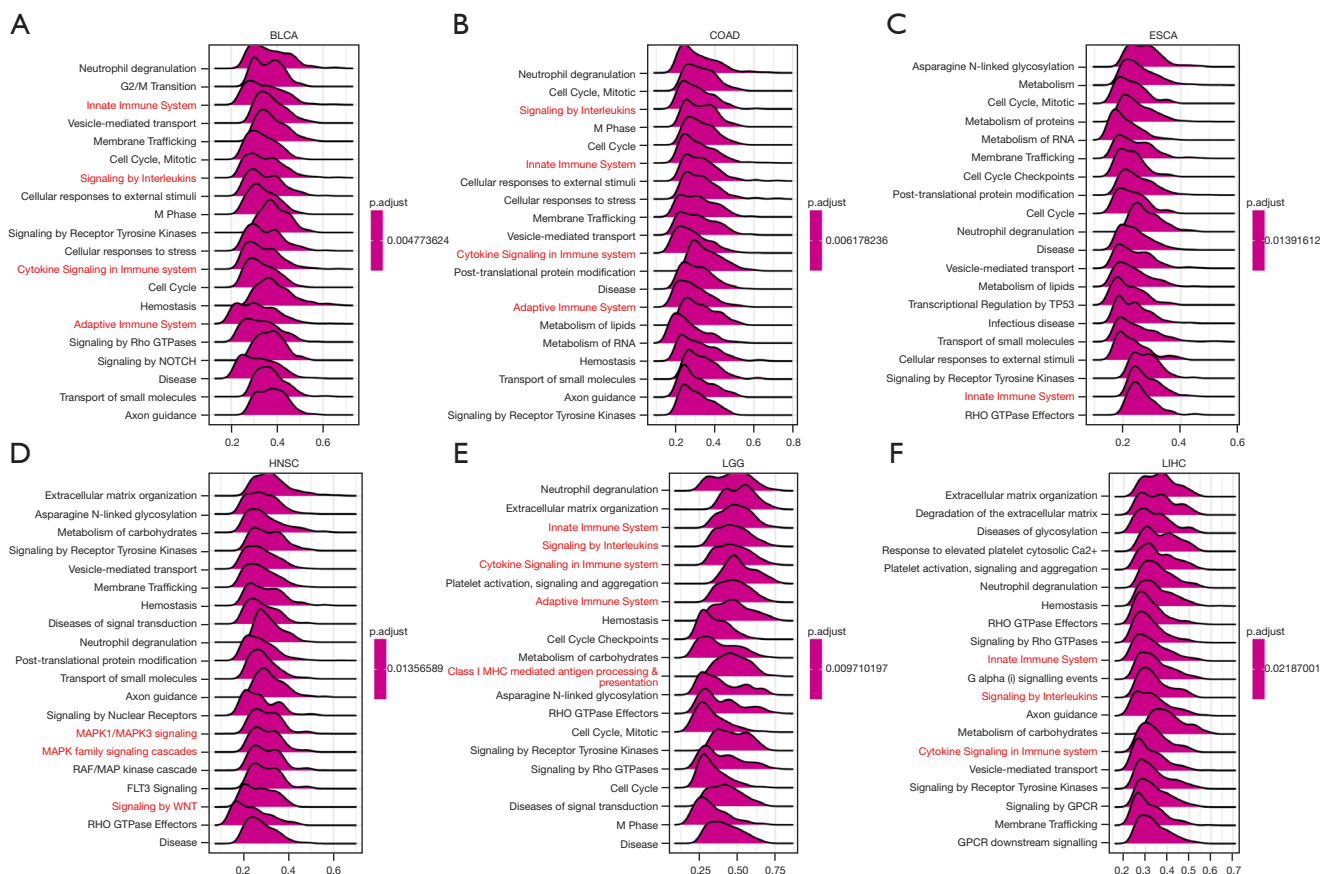 A
BLCA
Neutrophil degranulation
G2/M Transition
Innate Immune System
Vesicle-mediated transport
Membrane Trafficking
Cell Cycle, Mitotic
Signaling by Interleukins
Cellular responses to external stimuli
M Phase
Signaling by Receptor Tyrosine Kinases
Cellular responses to stress
Cytokine Signaling in Immune system
Cell Cycle
Hemostasis
Adaptive Immune System
Signaling by Rho GTPases
Signaling by NOTCH
Disease
Transport of small molecules
Axon guidance
0.2 0.4 0.6
p.adjust
0.004773624
B
COAD
Neutrophil degranulation
Cell Cycle, Mitotic
Signaling by Interleukins
M Phase
Cell Cycle
Innate Immune System
Cellular responses to external stimuli
Cellular responses to stress
Membrane Trafficking
Vesicle-mediated transport
Cytokine Signaling in Immune system
Post-translational protein modification
Disease
Adaptive Immune System
Metabolism of lipids
Metabolism of RNA
Hemostasis
Transport of small molecules
Axon guidance
Signaling by Receptor Tyrosine Kinases
0.2 0.4 0.6 0.8
p.adjust
0.006178236
C
ESCA
Asparagine N-linked glycosylation
Metabolism
Cell Cycle, Mitotic
Metabolism of proteins
Metabolism of RNA
Membrane Trafficking
Cell Cycle Checkpoints
Post-translational protein modification
Cell Cycle
Neutrophil degranulation
Disease
Vesicle-mediated transport
Metabolism of lipids
Transcriptional Regulation by TP53
Infectious disease
Transport of small molecules
Cellular responses to external stimuli
Signaling by Receptor Tyrosine Kinases
Innate Immune System
RHO GTPase Effectors
0.2 0.4 0.6
p.adjust
0.01391612
D
HNSC
Extracellular matrix organization
Asparagine N-linked glycosylation
Metabolism of carbohydrates
Signaling by Receptor Tyrosine Kinases
Vesicle-mediated transport
Membrane Trafficking
Hemostasis
Diseases of signal transduction
Neutrophil degranulation
Post-translational protein modification
Transport of small molecules
Axon guidance
Signaling by Nuclear Receptors
MAPK1/MAPK3 signaling
MAPK family signaling cascades
RAF/MAP kinase cascade
FLT3 Signaling
Signaling by WNT
RHO GTPase Effectors
Disease
0.2 0.4 0.6
p.adjust
0.01356589
E
LGG
Neutrophil degranulation
Extracellular matrix organization
Innate Immune System
Signaling by Interleukins
Cytokine Signaling in Immune system
Platelet activation, signaling and aggregation
Adaptive Immune System
Hemostasis
Cell Cycle Checkpoints
Metabolism of carbohydrates
Class I MHC mediated antigen processing &
presentation
Asparagine N-linked glycosylation
RHO GTPase Effectors
Cell Cycle, Mitotic
Signaling by Receptor Tyrosine Kinases
Signaling by Rho GTPases
Cell Cycle
Diseases of signal transduction
M Phase
Disease
0.25 0.50 0.75
p.adjust
0.009710197
F
LIHC
Extracellular matrix organization
Degradation of the extracellular matrix
Diseases of glycosylation
Response to elevated platelet cytosolic Ca2+
Platelet activation, signaling and aggregation
Neutrophil degranulation
Hemostasis
RHO GTPase Effectors
Signaling by Rho GTPases
Innate Immune System
G alpha (i) signalling events
Signaling by Interleukins
Axon guidance
Metabolism of carbohydrates
Cytokine Signaling in Immune system
Vesicle-mediated transport
Signaling by Receptor Tyrosine Kinases
Signaling by GPCR
Membrane Trafficking
GPCR downstream signalling
0.2 0.3 0.4 0.5 0.6 0.7
p.adjust
0.02187001